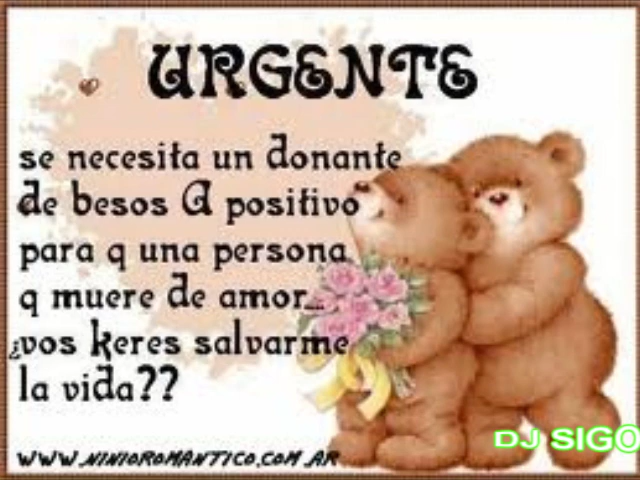 URGENTE
se necesita un donante
de besos A positivo
para q una persona
q muere de amor...
¿vos keres salvarme
la vida??
WWW.NINIOROMANTICO.COM.AR
DJ SIGO